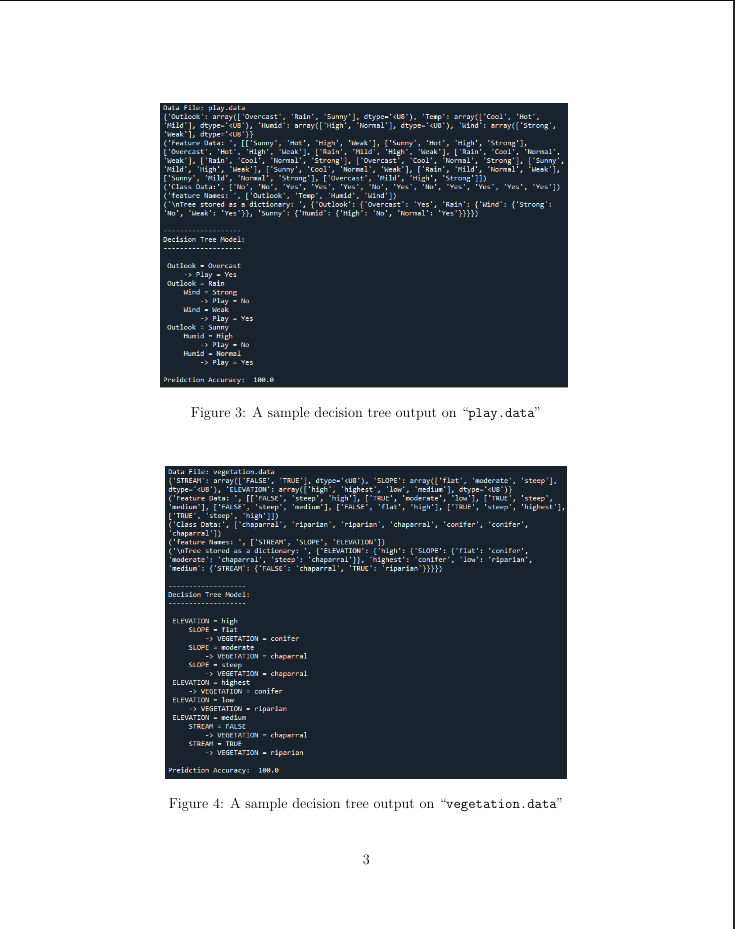 Data File: play.data
{'Outlook': array(['Overcast', 'Rain', 'Sunny'], dtype='<U8'), 'Temp': array(['Cool', 'Hot',
'Mild'], dtype='<U8'), 'Humid': array(['High', 'Normal'], dtype='<U8'), 'Wind': array(['Strong',
'Weak'], dtype='<U8')}
('Feature Data: ', [['Sunny', 'Hot', 'High', 'Weak'], ['Sunny', 'Hot', 'High', 'Strong'],
['Overcast', 'Hot', 'High', 'Weak'], ['Rain', 'Mild', 'High', 'Weak'], ['Rain', 'Cool', 'Normal',
'Weak'], ['Rain', 'Cool', 'Normal', 'Strong'], ['Overcast', 'Cool', 'Normal', 'Strong'], ['Sunny',
'Mild', 'High', 'Weak'], ['Sunny', 'Cool', 'Normal', 'Weak'], ['Rain', 'Mild', 'Normal', 'Weak'],
['Sunny', 'Mild', 'Normal', 'Strong'], ['Overcast', 'Mild', 'High', 'Strong']])
('Class Data:', ['No', 'No', 'Yes', 'Yes', 'Yes', 'No', 'Yes', 'No', 'Yes', 'Yes', 'Yes', 'Yes'])
('feature Names: ', ['Outlook', 'Temp', 'Humid', 'Wind'])
('\nTree stored as a dictionary: ', {'Outlook': {'Overcast': 'Yes', 'Rain': {'Wind': {'Strong':
'No', 'Weak': 'Yes'}}, 'Sunny': {'Humid': {'High': 'No', 'Normal': 'Yes'}}}})
-------------------
Decision Tree Model:
-------------------
Outlook = Overcast
-> Play = Yes
Outlook = Rain
Wind = Strong
-> Play = No
Wind = Weak
-> Play = Yes
Outlook = Sunny
Humid = High
-> Play = No
Humid = Normal
-> Play = Yes
Preidction Accuracy:  100.0
Figure 3: A sample decision tree output on “play.data”
Data File: vegetation.data
{'STREAM': array(['FALSE', 'TRUE'], dtype='<U8'), 'SLOPE': array(['flat', 'moderate', 'steep'],
dtype='<U8'), 'ELEVATION': array(['high', 'highest', 'low', 'medium'], dtype='<U8')}
('Feature Data: ', [['FALSE', 'steep', 'high'], ['TRUE', 'moderate', 'low'], ['TRUE', 'steep',
'medium'], ['FALSE', 'steep', 'medium'], ['FALSE', 'flat', 'high'], ['TRUE', 'steep', 'highest'],
['TRUE', 'steep', 'high']])
('Class Data:', ['chaparral', 'riparian', 'riparian', 'chaparral', 'conifer', 'conifer',
'chaparral'])
('feature Names: ', ['STREAM', 'SLOPE', 'ELEVATION'])
('\nTree stored as a dictionary: ', {'ELEVATION': {'high': {'SLOPE': {'flat': 'conifer',
'moderate': 'chaparral', 'steep': 'chaparral'}}, 'highest': 'conifer', 'low': 'riparian',
'medium': {'STREAM': {'FALSE': 'chaparral', 'TRUE': 'riparian'}}}})
-------------------
Decision Tree Model:
-------------------
ELEVATION = high
SLOPE = flat
-> VEGETATION = conifer
SLOPE = moderate
-> VEGETATION = chaparral
SLOPE = steep
-> VEGETATION = chaparral
ELEVATION = highest
-> VEGETATION = conifer
ELEVATION = low
-> VEGETATION = riparian
ELEVATION = medium
STREAM = FALSE
-> VEGETATION = chaparral
STREAM = TRUE
-> VEGETATION = riparian
Preidction Accuracy:  100.0
Figure 4: A sample decision tree output on “vegetation.data”
3